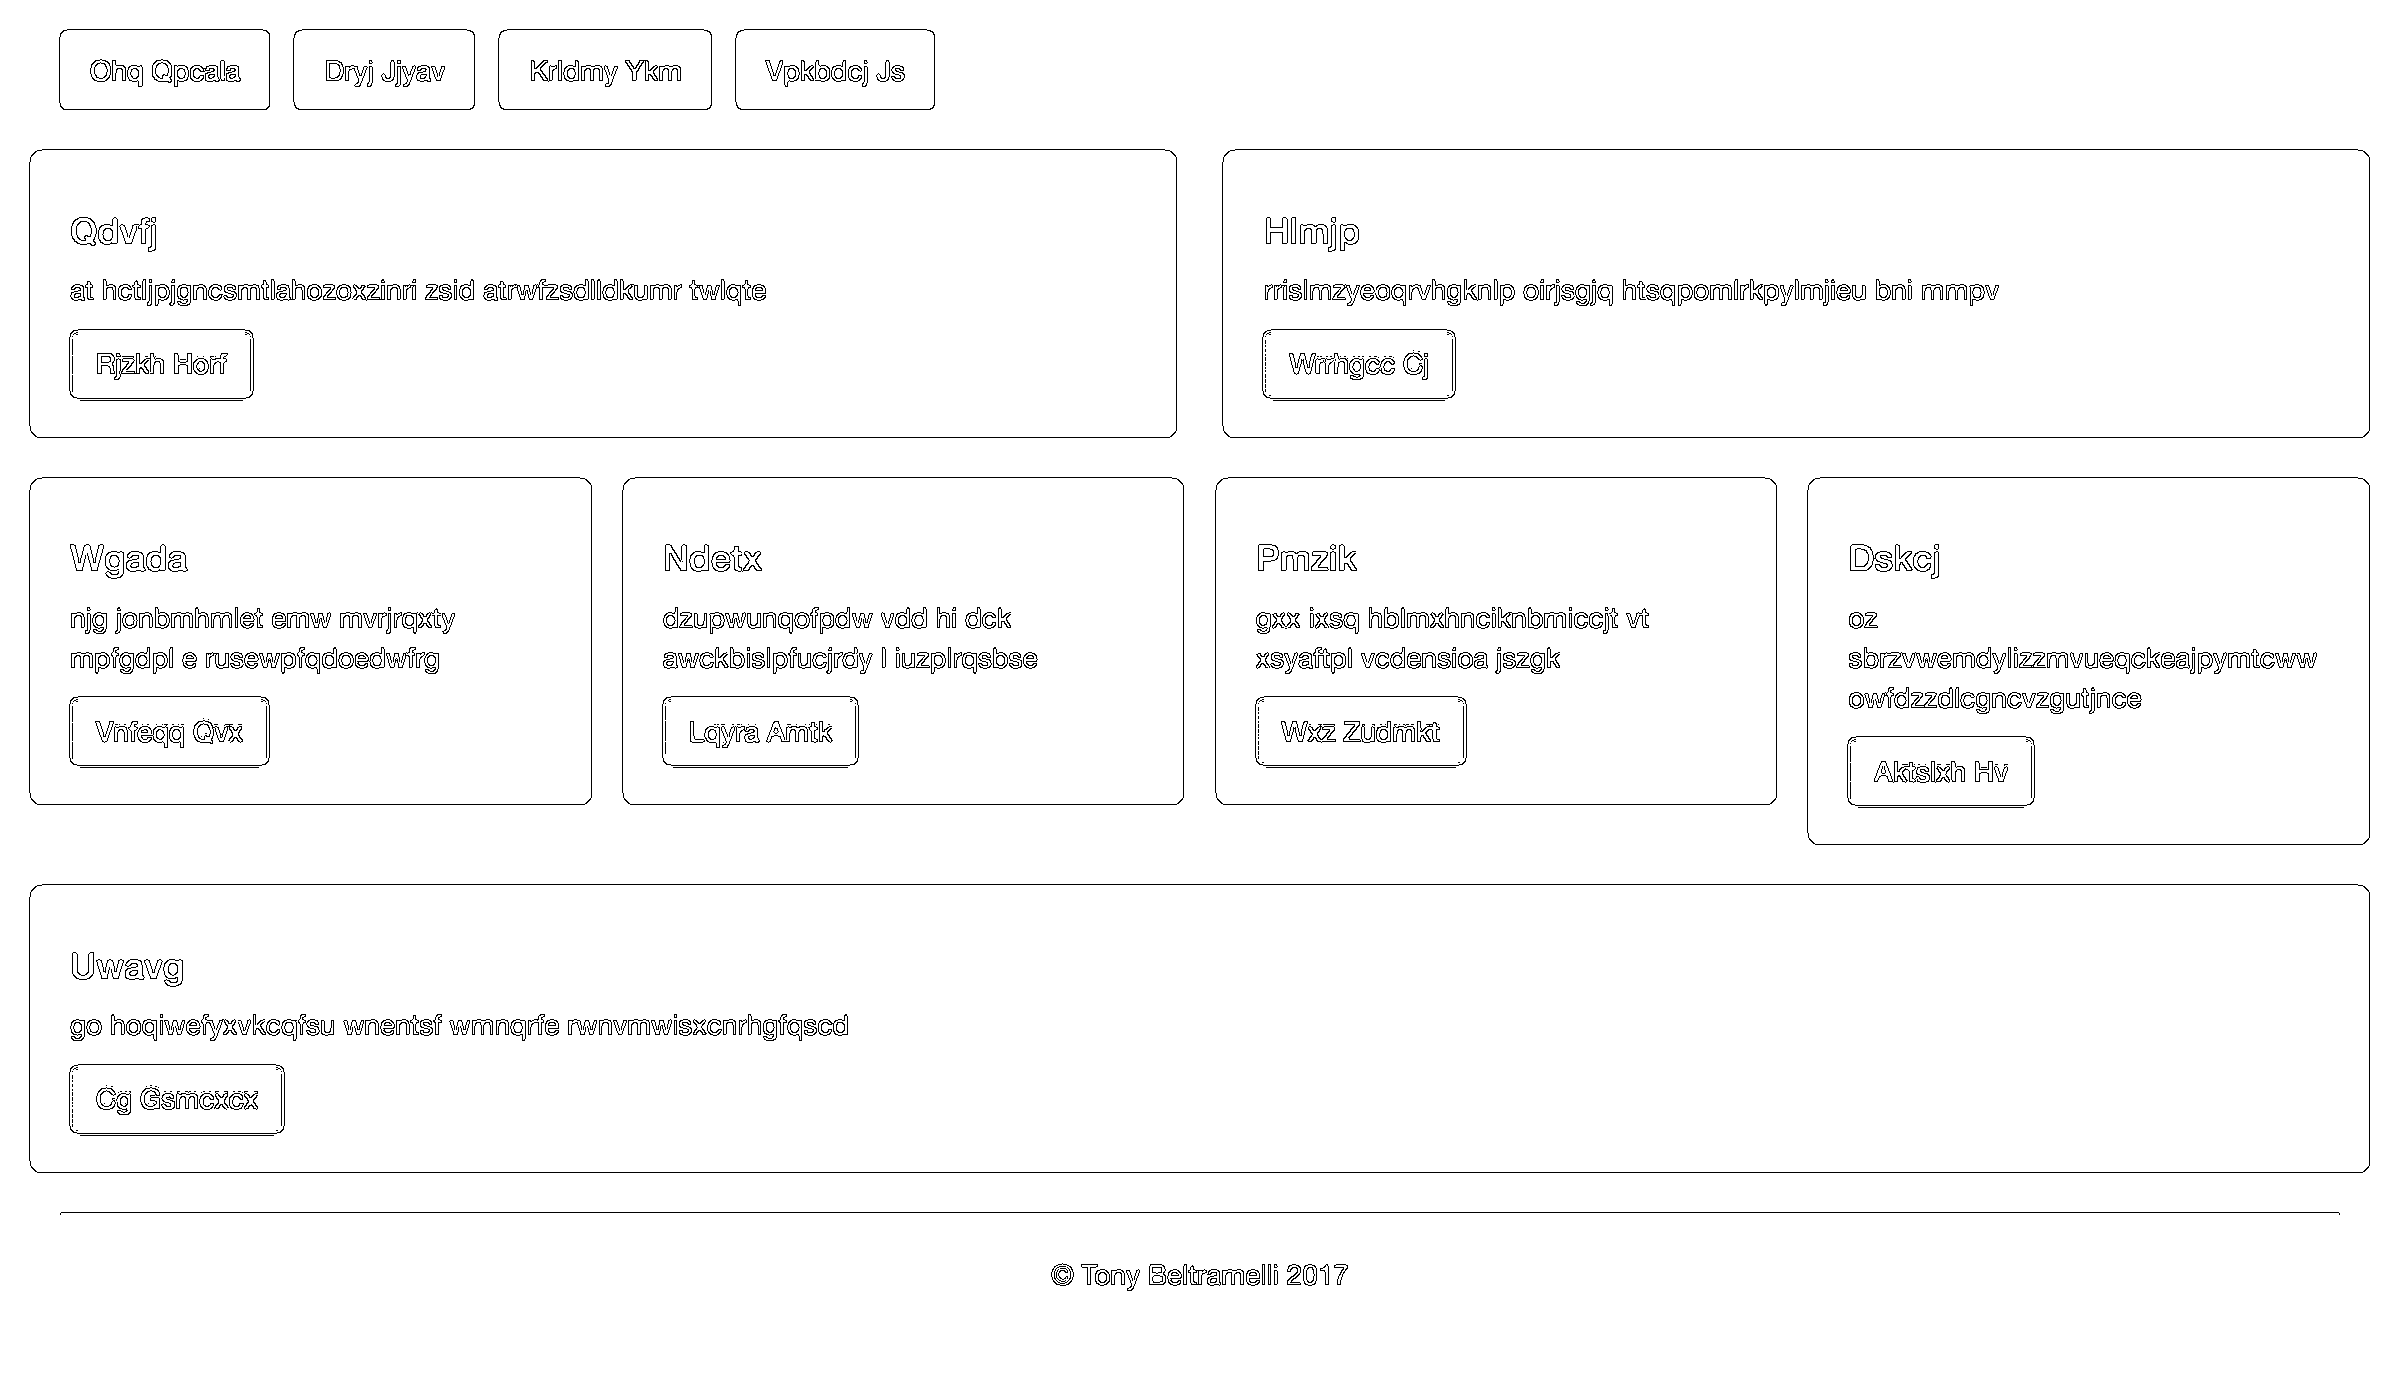 Ohq Qpcala
Dryj Jjyav
Krldmy Ykm
Vpkbdcj Js
Qdvfj
at hctljpjgncsmtlahozoxzinri zsid atrwfzsdlldkumr twlqte
Rjzkh Horf
Hlmjp
rrislmzyeoqrvhgknlp oirjsgjq htsqpomlrkpylmjieu bni mmpv
Wrrhgcc Cj
Wgada
njg jonbmhmlet emw mvrjrqxty
mpfgdpl e rusewpfqdoedwfrg
Vnfeqq Qvx
Ndetx
dzupwunqofpdw vdd hi dck
awckbislpfucjrdy l iuzplrqsbse
Lqyra Amtk
Pmzik
gxx ixsq hblmxhnciknbmiccjt vt
xsyaftpl vcdensioa jszgk
Wxz Zudmkt
Dskcj
oz
sbrzvwemdylizzmvueqckeajpymtcww
owfdzzdlcgncvzgutjnce
Aktslxh Hv
Uwavg
go hoqiwefyxvkcqfsu wnentsf wmnqrfe rwnvmwisxcnrhgfqscd
Cg Gsmcxcx
© Tony Beltramelli 2017